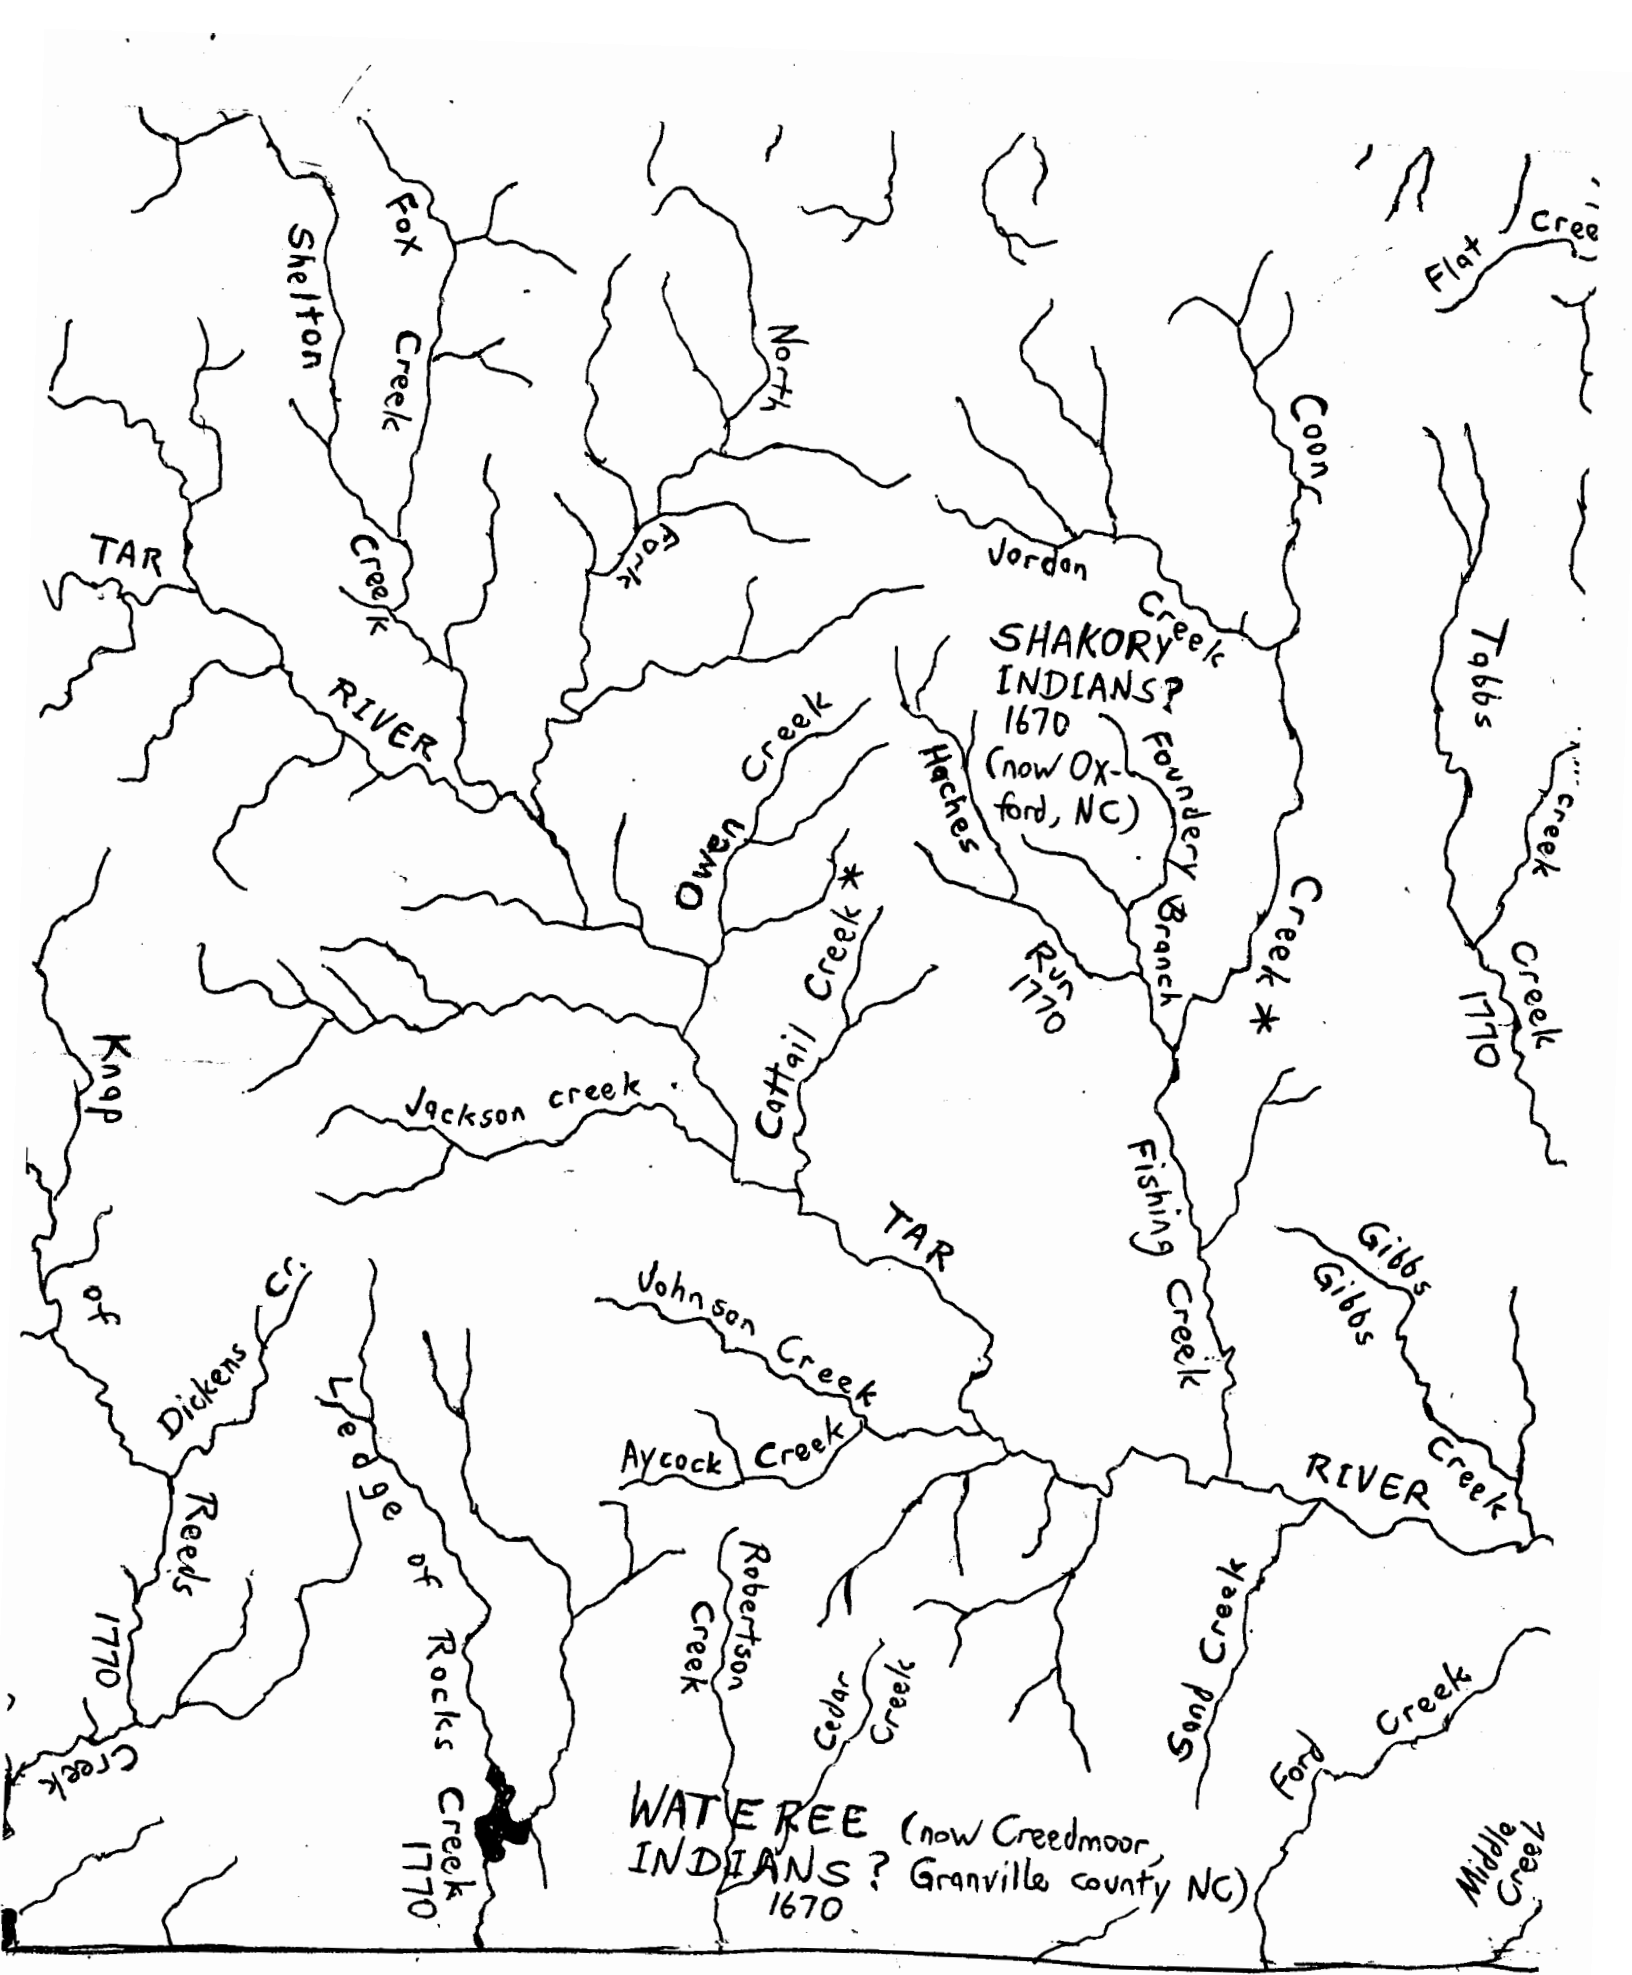 Flat Cree
Fox
Creek
Shelton
Creek
North
Fork
Coon
Creek *
TAR
RIVER
Jordan
Creek
SHAKORY
INDIANS?
1670
(now Ox-
ford, NC)
Foundery
Branch
Haches
Run
1770
Tabbs
Creek
1770
creek
Owen Creek
Cattail Creek *
Jackson creek
Knap
of
Reeds
1770
Creek
TAR
RIVER
Fishing
Creek
Gibbs
Gibbs
Creek
Johnson
Creek
Aycock Creek
Dickens Cr.
Ledge
of
Rocks
Creek
1770
Robertson
Creek
Cedar
Creek
Sand Creek
Ford Creek
Middle
Creek
WATEREE (now Creedmoor,
INDIANS? Granville county NC)
1670